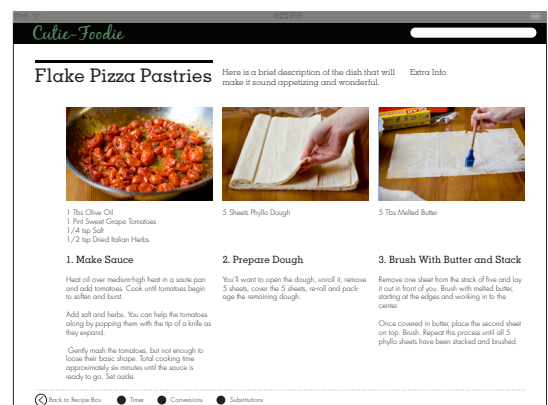 Cutie-Foodie
Flake Pizza Pastries
Here is a brief description of the dish that will
make it sound appetizing and wonderful.
Extra Info
1 Tbs Olive Oil
1 Pint Sweet Grape Tomatoes
1/4 tsp Salt
1/2 tsp Dried Italian Herbs
5 Sheets Phyllo Dough
5 Tbs Melted Butter
1. Make Sauce
Heat oil over medium-high heat in a saute pan
and add tomatoes. Cook until tomatoes begin
to soften and burst.
Add salt and herbs. You can help the tomatoes
along by popping them with the tip of a knife as
they expand.
Gently mash the tomatoes, but not enough to
loose their basic shape. Total cooking time
approximately six minutes until the sauce is
ready to go. Set aside.
2. Prepare Dough
You'll want to open the dough, unroll it, remove
5 sheets, cover the 5 sheets, re-roll and pack-
age the remaining dough.
3. Brush With Butter and Stack
Remove one sheet from the stack of five and lay
it out in front of you. Brush with melted butter,
starting at the edges and working in to the
center.
Once covered in butter, place the second sheet
on top. Brush. Repeat this process until all 5
phyllo sheets have been stacked and brushed.
Back to Recipe Box
Timer
Conversions
Substitutions